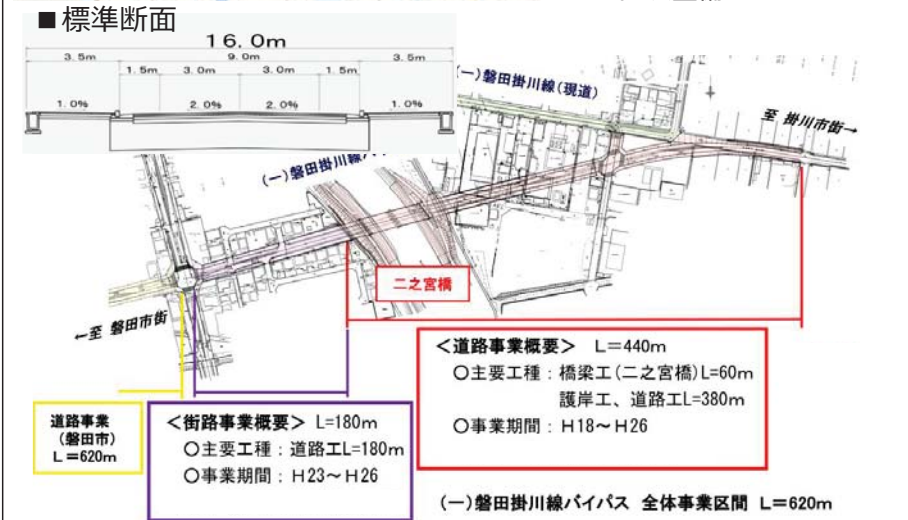 ■標準断面
16.0m
3.5m 9.0m 3.5m
1.5m 3.0m 3.0m 1.5m
1.0% 2.0% 2.0% 1.0%
(一)磐田掛川線(現道)
至 掛川市街→
(一)磐田掛川線バイ
二之宮橋
←至 磐田市街
<道路事業概要> L=440m
○主要工種:橋梁工(二之宮橋)L=60m
護岸工、道路工L=380m
○事業期間:H18~H26
道路事業
(磐田市)
L=620m
<街路事業概要> L=180m
○主要工種:道路工L=180m
○事業期間:H23~H26
(一)磐田掛川線バイパス 全体事業区間 L=620m